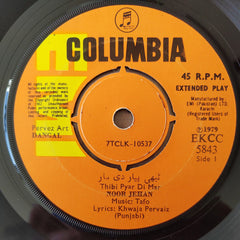 COLUMBIA
45 R.P.M.
EXTENDED PLAY
Manufactured by:-
EMI (Pakistan) LTD
Karachi
(Registered Users of
Trade Mark)
Pervez Art
DANGAL
7TCLK-10537
℗1979
EKCC
5843
Side 1
لبھی پیار دی مار
Thibi Pyar Di Mar
NOOR JEHAN
Music: Tafo
Lyrics: Khwaja Pervaiz
(Punjabi)